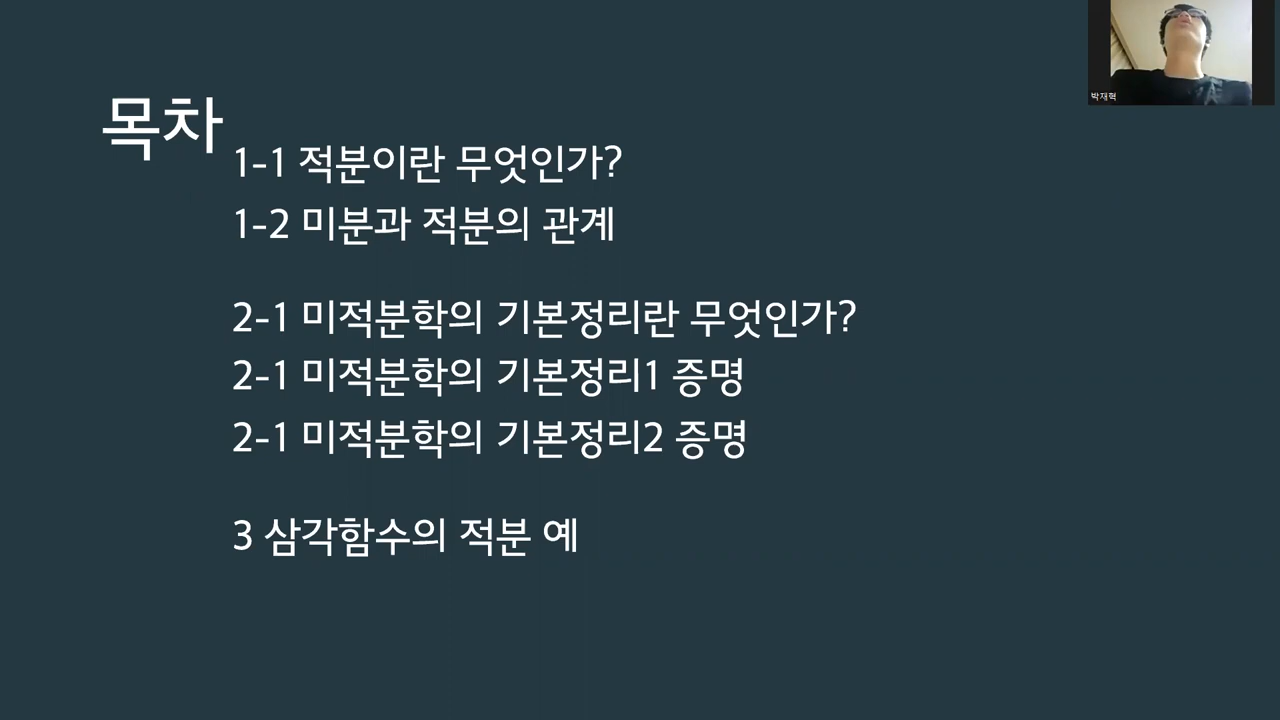 목차
1-1 적분이란 무엇인가?
1-2 미분과 적분의 관계
2-1 미적분학의 기본정리란 무엇인가?
2-1 미적분학의 기본정리1 증명
2-1 미적분학의 기본정리2 증명
3 삼각함수의 적분 예
박재혁